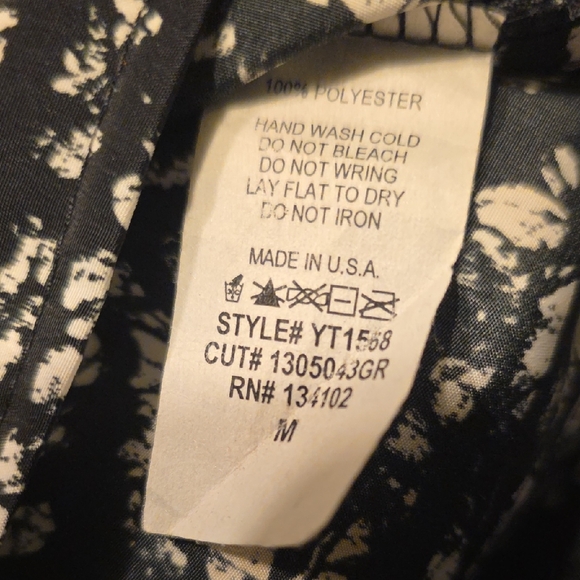 100% POLYESTER
HAND WASH COLD
DO NOT BLEACH
DO NOT WRING
LAY FLAT TO DRY
DO NOT IRON
MADE IN U.S.A.
STYLE# YT1568
CUT# 1305043GR
RN# 134102
M